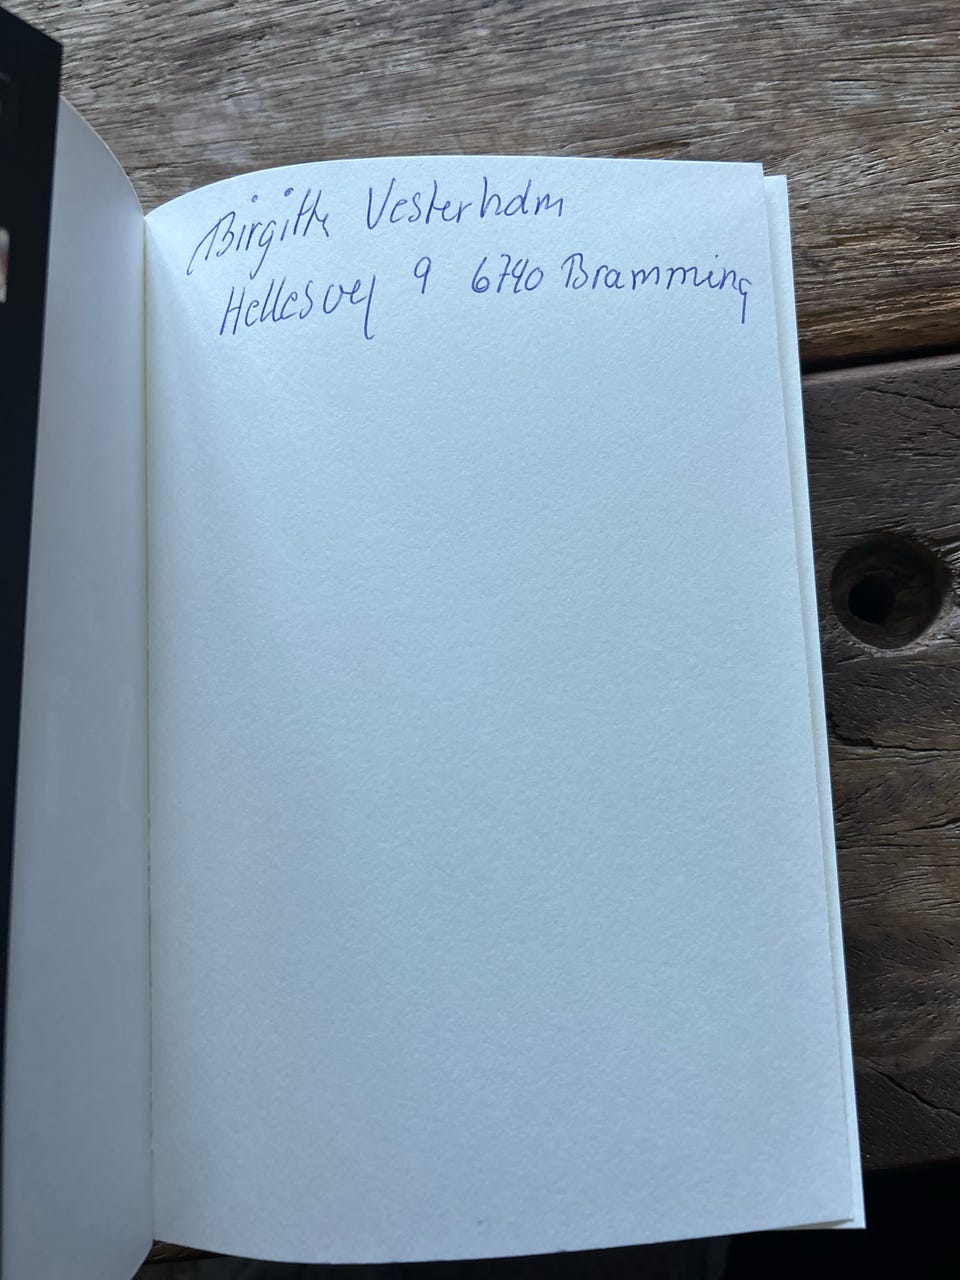 Birgitte Vesterholm
Hellesvej 9 6740 Bramming